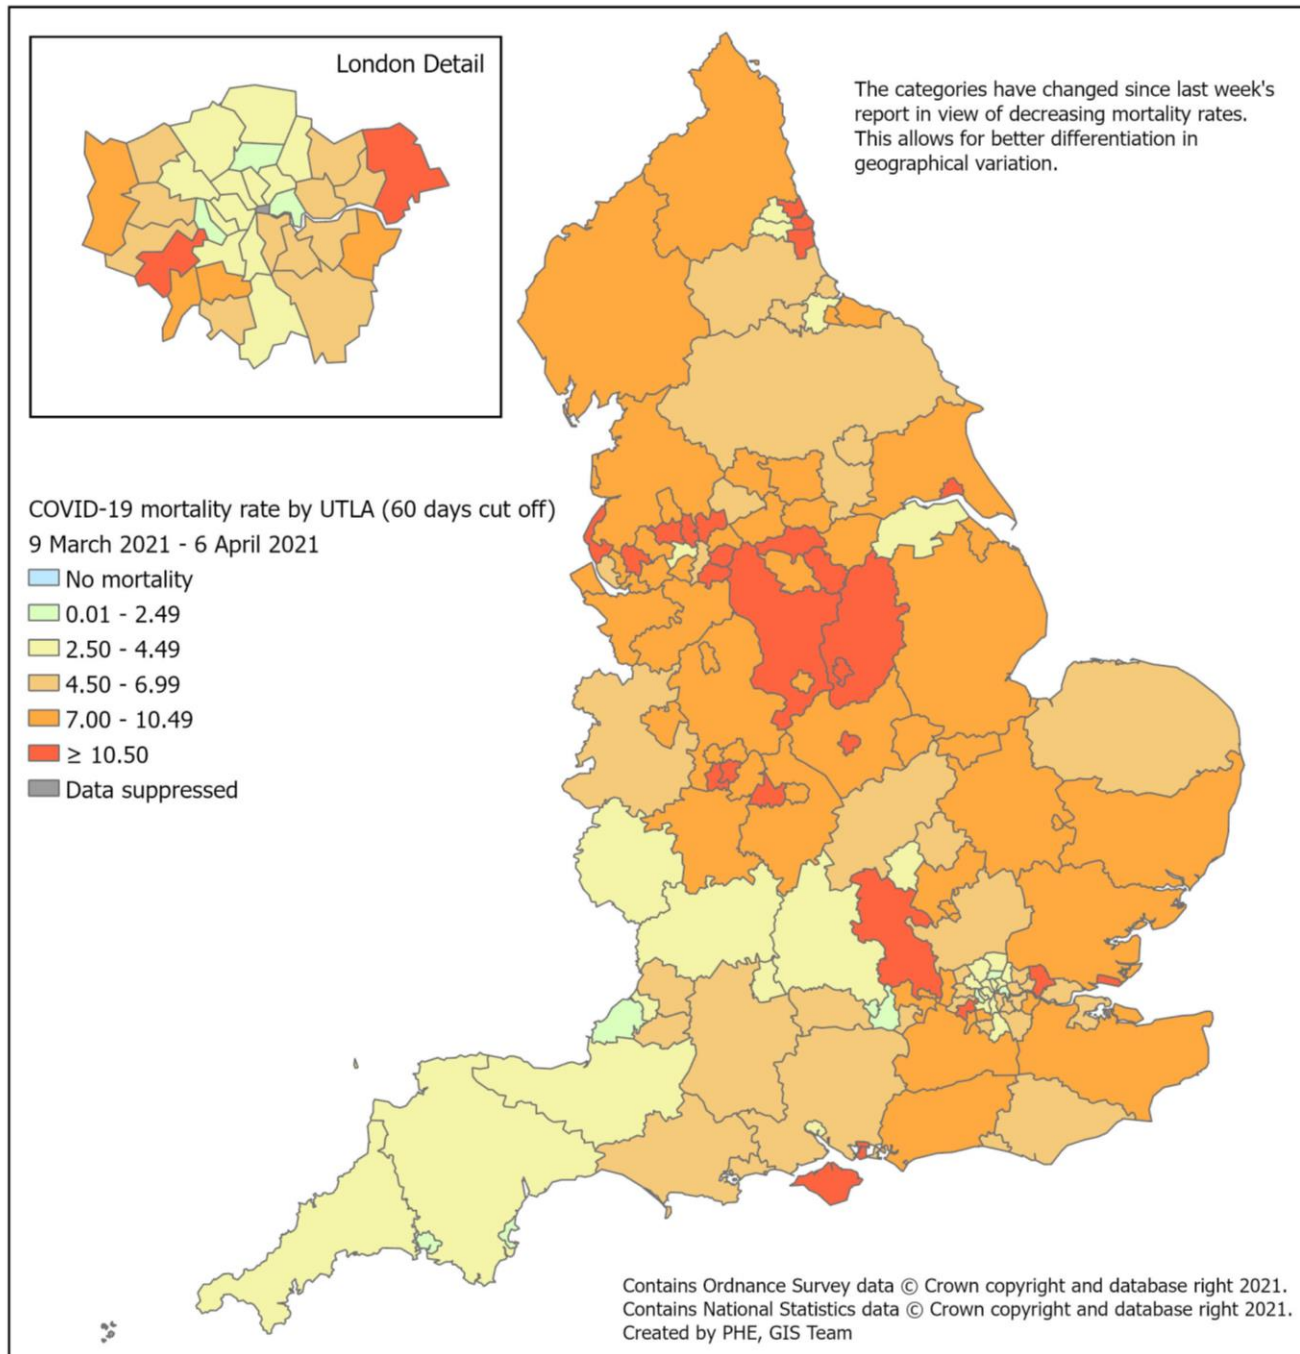 London Detail
The categories have changed since last week's
report in view of decreasing mortality rates.
This allows for better differentiation in
geographical variation.
COVID-19 mortality rate by UTLA (60 days cut off)
9 March 2021 - 6 April 2021
No mortality
0.01 - 2.49
2.50 - 4.49
4.50 - 6.99
7.00 - 10.49
≥ 10.50
Data suppressed
Contains Ordnance Survey data © Crown copyright and database right 2021.
Contains National Statistics data © Crown copyright and database right 2021.
Created by PHE, GIS Team